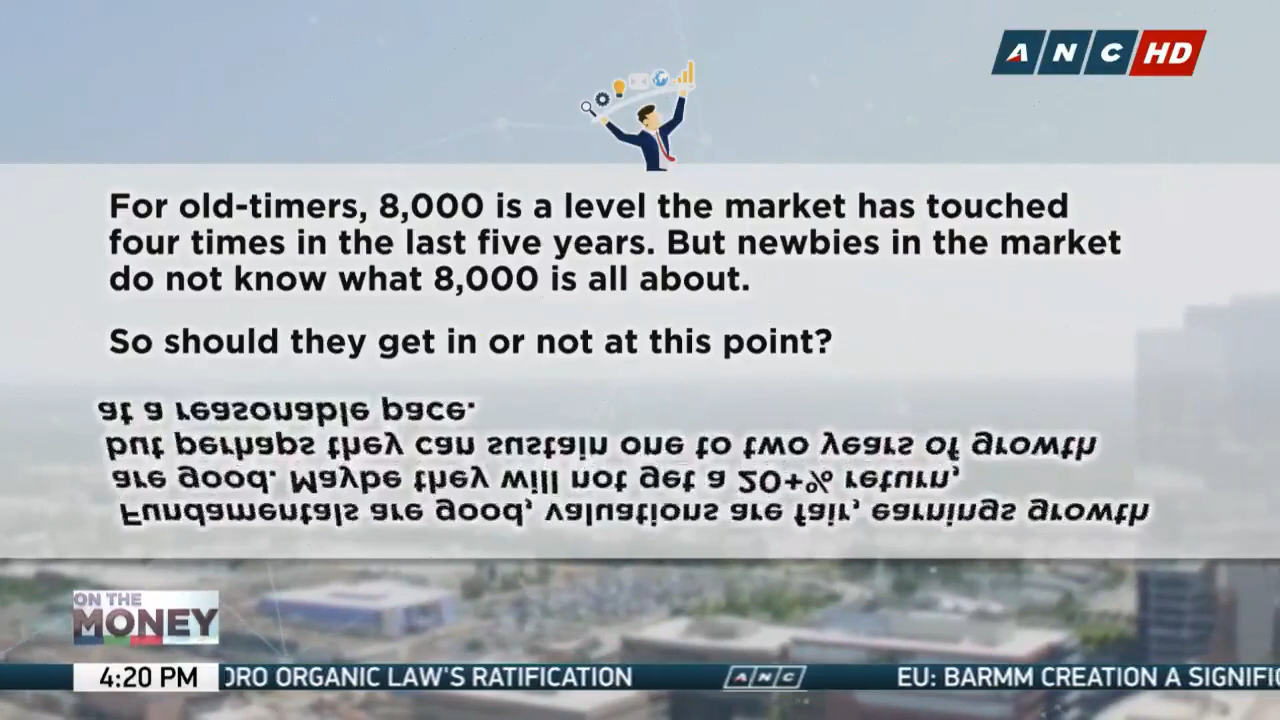 ANC HD
For old-timers, 8,000 is a level the market has touched
four times in the last five years. But newbies in the market
do not know what 8,000 is all about.
So should they get in or not at this point?
Fundamentals are good, valuations are fair, earnings growth
are good. Maybe they will not get a 20+% return,
but perhaps they can sustain one to two years of growth
at a reasonable pace.
ON THE
MONEY
4:20 PM ORO ORGANIC LAW'S RATIFICATION ANC EU: BARMM CREATION A SIGNIFIC